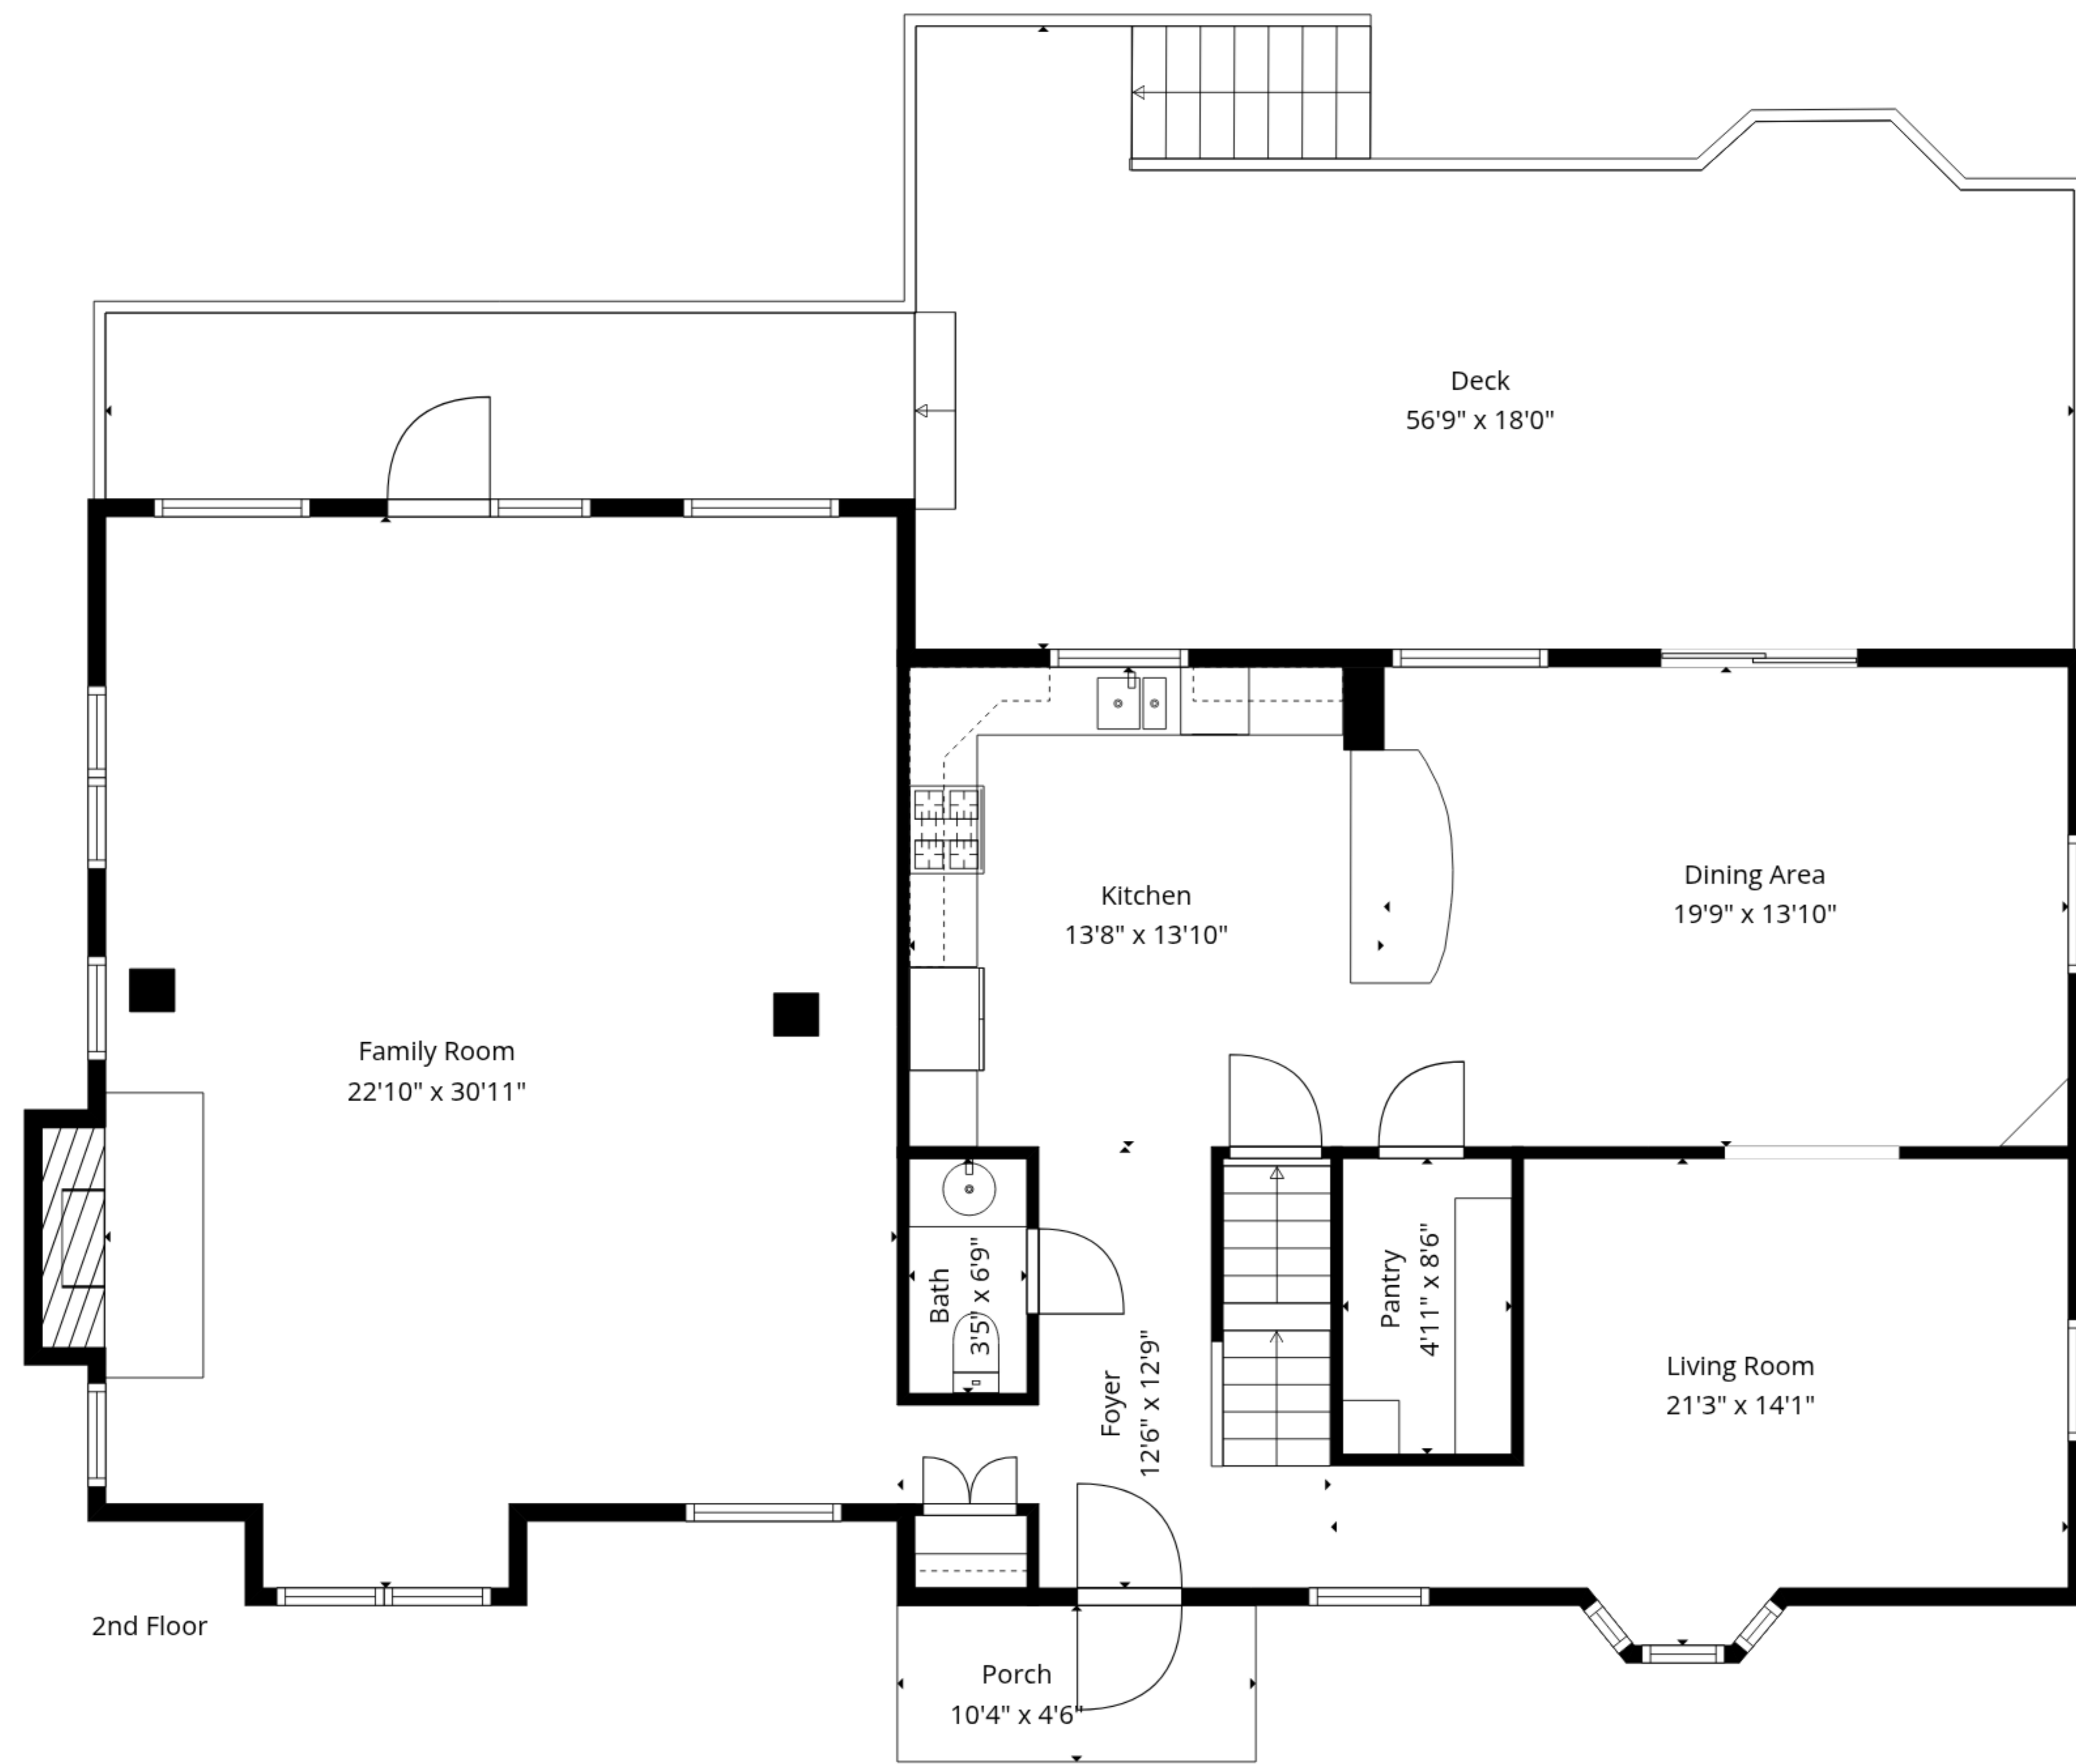 Deck
56'9" x 18'0"
Kitchen
13'8" x 13'10"
Dining Area
19'9" x 13'10"
Family Room
22'10" x 30'11"
Bath
3'5" x 6'9"
Foyer
12'6" x 12'9"
Pantry
4'11" x 8'6"
Living Room
21'3" x 14'1"
2nd Floor
Porch
10'4" x 4'6"